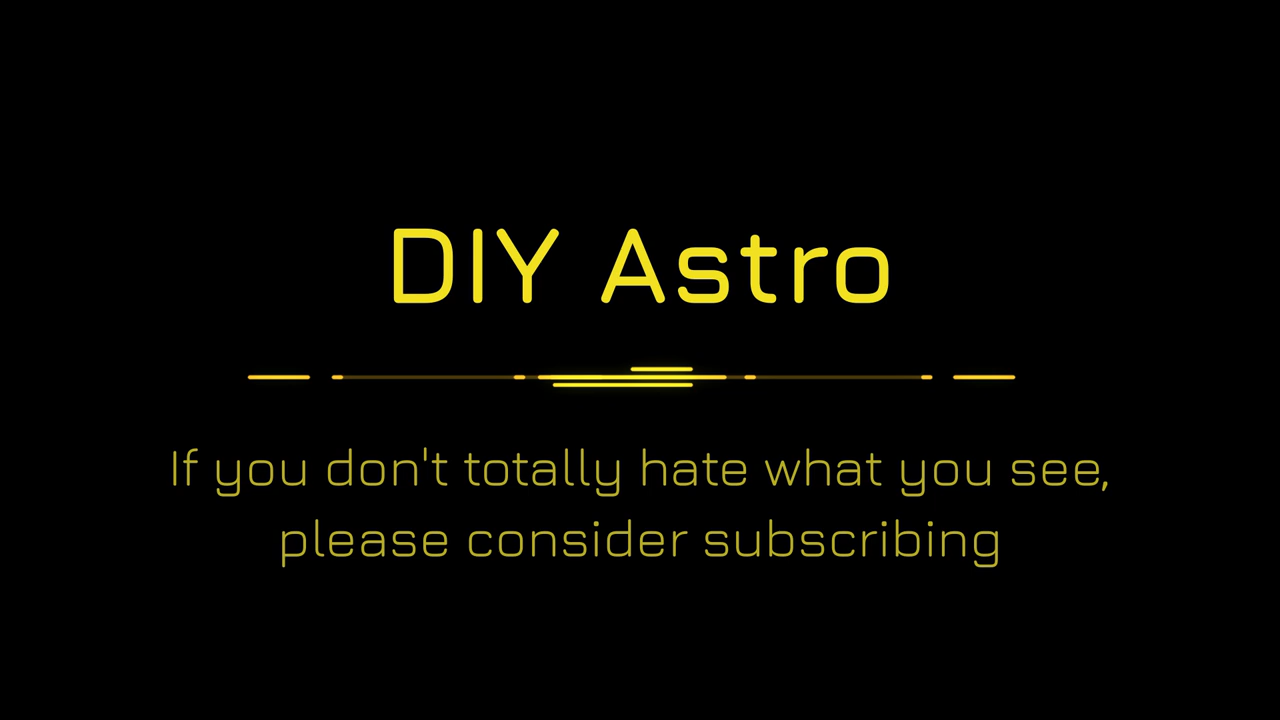 DIY Astro
If you don't totally hate what you see,
please consider subscribing